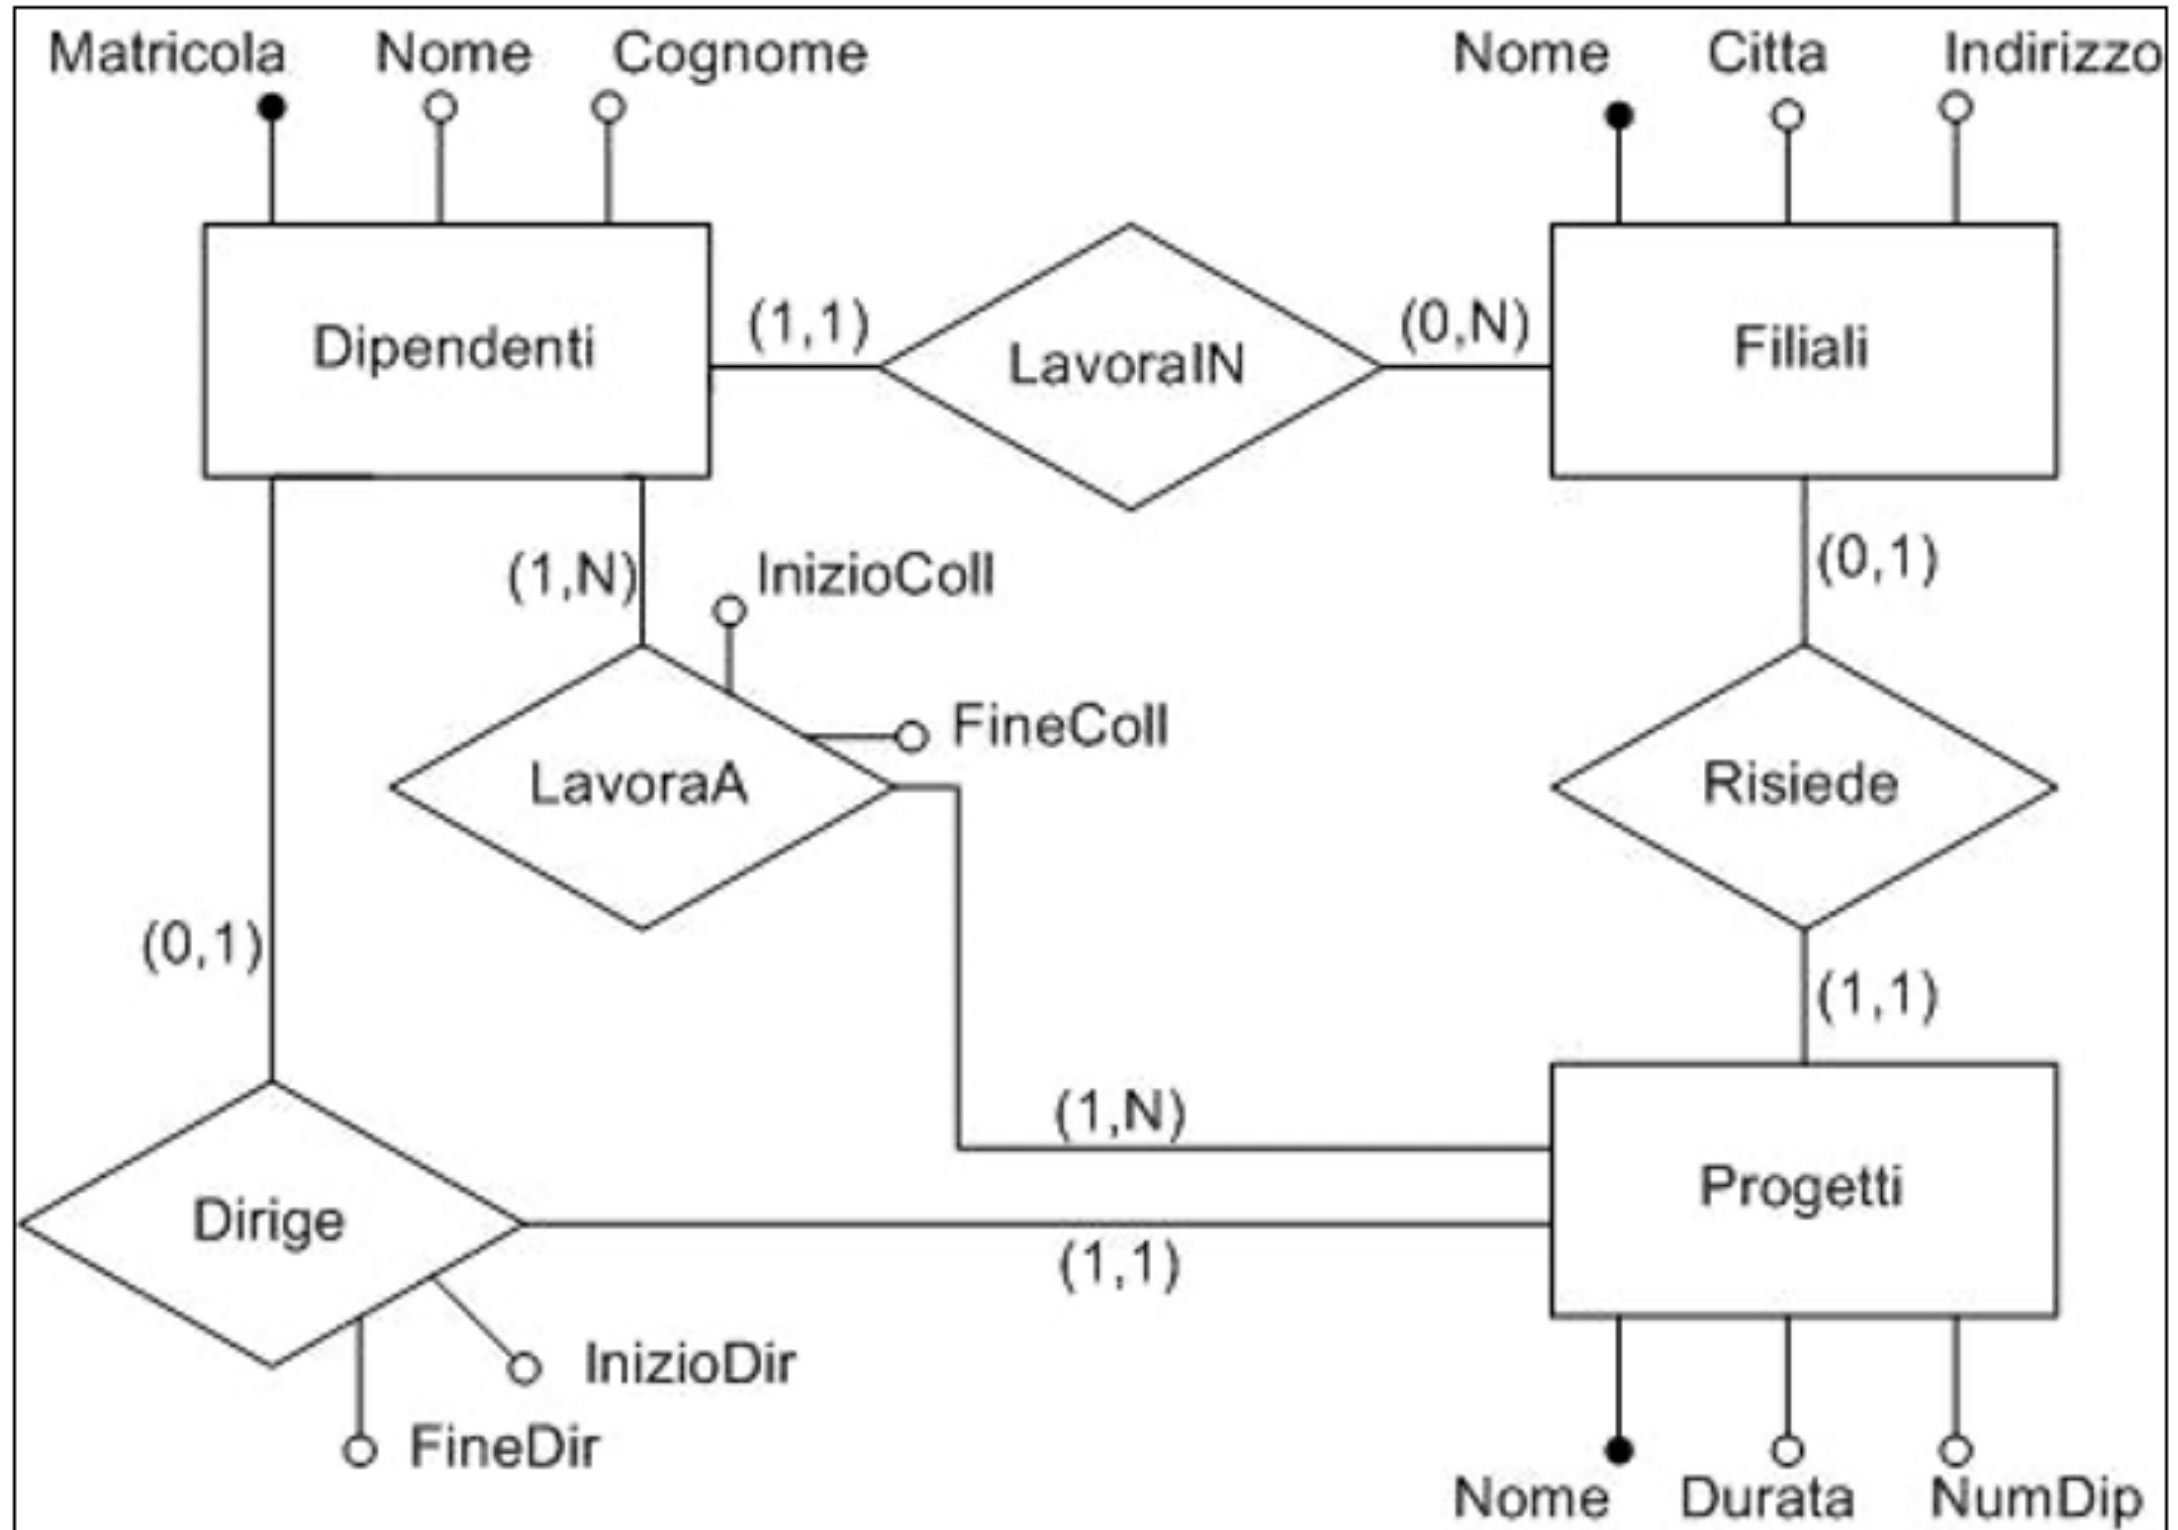 Matricola Nome Cognome
Nome Citta Indirizzo
Dipendenti
(1,1)
LavoraIN
(0,N)
Filiali
(1,N)
InizioColl
(0,1)
FineColl
LavoraA
Risiede
(0,1)
(1,1)
(1,N)
Progetti
Dirige
(1,1)
InizioDir
FineDir
Nome Durata NumDip